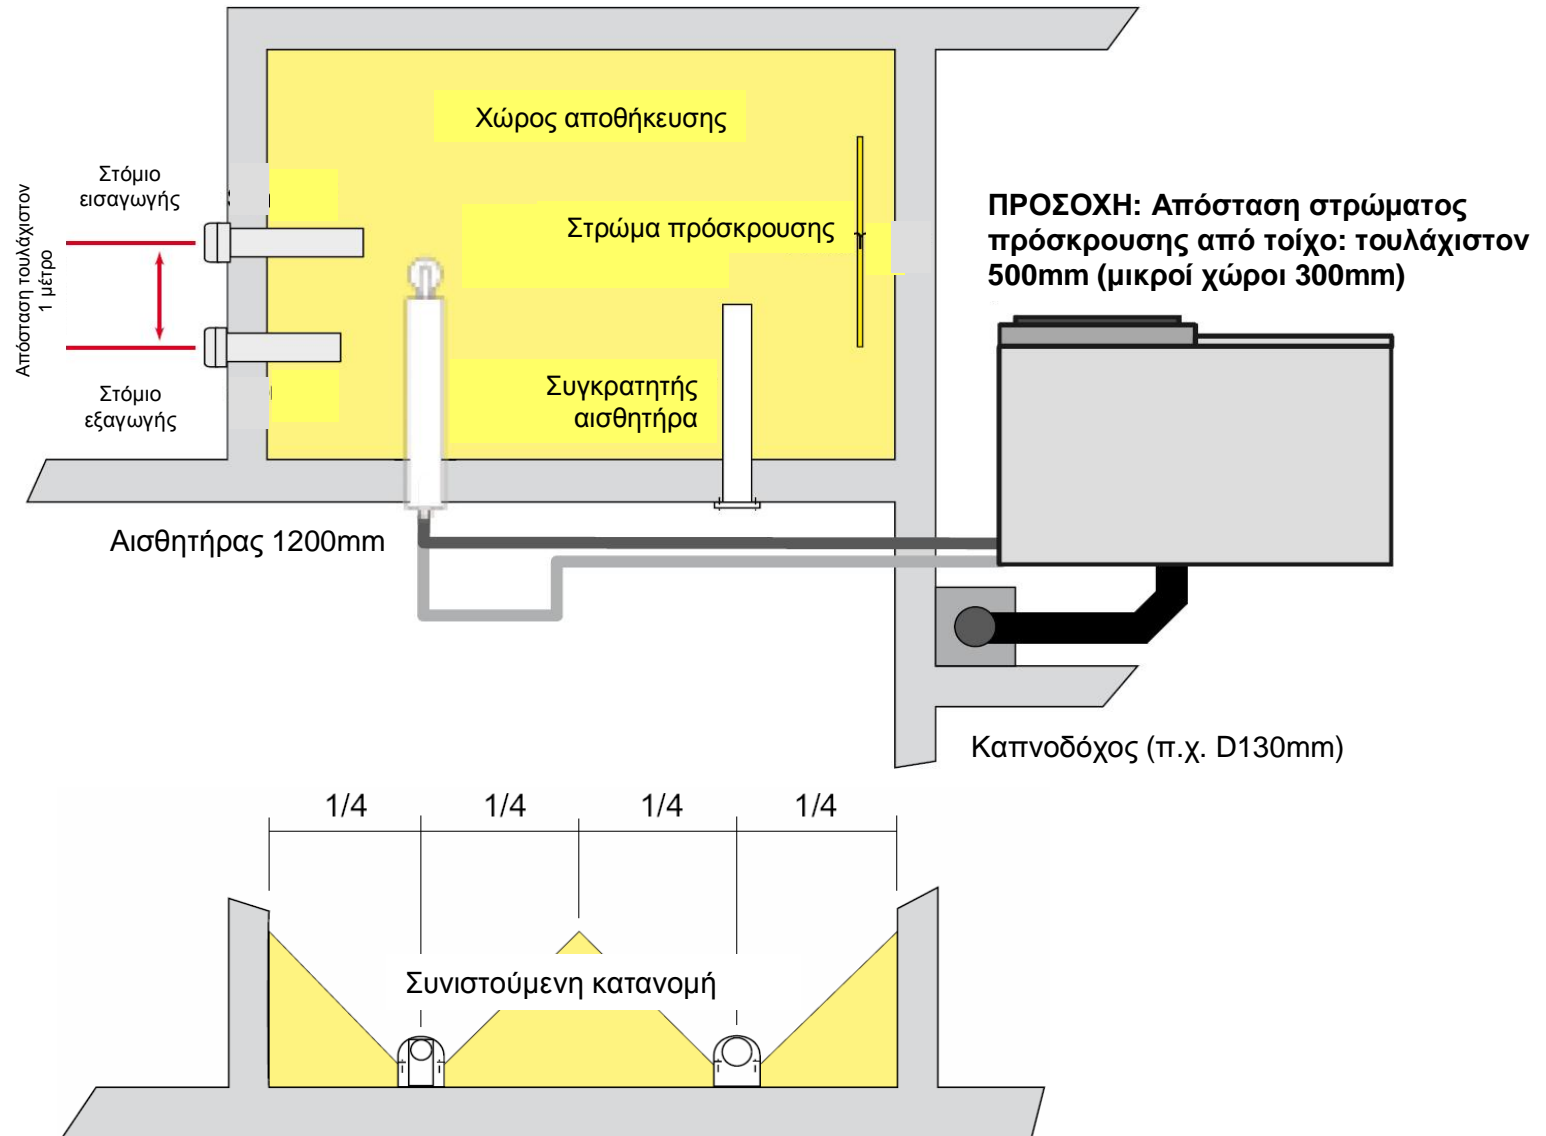 Χώρος αποθήκευσης
Στόμιο
εισαγωγής
Απόσταση τουλάχιστον
1 μέτρο
Στρώμα πρόσκρουσης
ΠΡΟΣΟΧΗ: Απόσταση στρώματος
πρόσκρουσης από τοίχο: τουλάχιστον
500mm (μικροί χώροι 300mm)
Στόμιο
εξαγωγής
Συγκρατητής
αισθητήρα
Αισθητήρας 1200mm
Καπνοδόχος (π.χ. D130mm)
1/4 1/4 1/4 1/4
Συνιστούμενη κατανομή